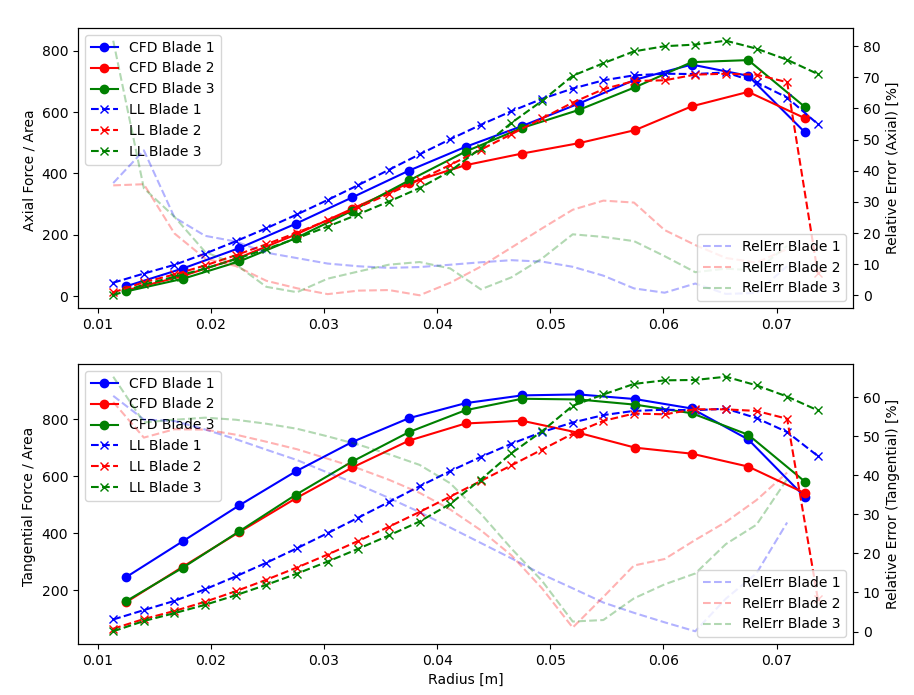 CFD Blade 1
CFD Blade 2
CFD Blade 3
LL Blade 1
LL Blade 2
LL Blade 3
RelErr Blade 1
RelErr Blade 2
RelErr Blade 3
Axial Force / Area
Relative Error (Axial) [%]
800
600
400
200
0
80
70
60
50
40
30
20
10
0
0.01 0.02 0.03 0.04 0.05 0.06 0.07
CFD Blade 1
CFD Blade 2
CFD Blade 3
LL Blade 1
LL Blade 2
LL Blade 3
RelErr Blade 1
RelErr Blade 2
RelErr Blade 3
Tangential Force / Area
Relative Error (Tangential) [%]
800
600
400
200
60
50
40
30
20
10
0
0.01 0.02 0.03 0.04 0.05 0.06 0.07
Radius [m]